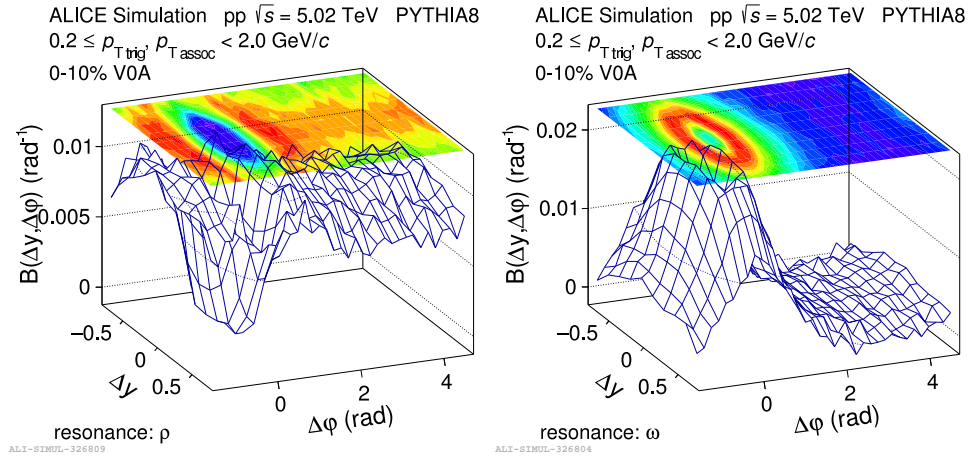 ALICE Simulation pp √s = 5.02 TeV PYTHIA8
0.2 ≤ pT trig, pT assoc < 2.0 GeV/c
0-10% V0A
B(Δy,Δφ) (rad⁻¹)
0.01
0.005
0
−0.5
0
0.5
Δy
0
2
4
Δφ (rad)
resonance: ρ
ALI-SIMUL-326809
ALICE Simulation pp √s = 5.02 TeV PYTHIA8
0.2 ≤ pT trig, pT assoc < 2.0 GeV/c
0-10% V0A
B(Δy,Δφ) (rad⁻¹)
0.02
0.01
0
−0.5
0
0.5
Δy
0
2
4
Δφ (rad)
resonance: ω
ALI-SIMUL-326804